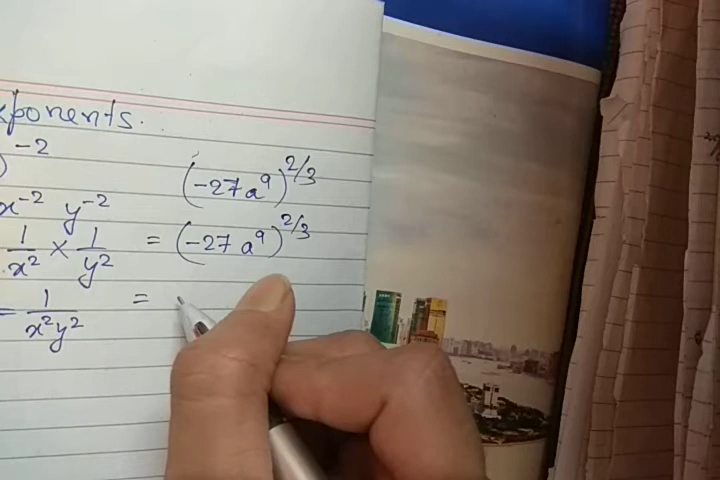 xponents.
)⁻²
x⁻² y⁻²
1/x² × 1/y²
= 1/x²y²
(-27a⁹)^2/3
= (-27a⁹)^2/3
=